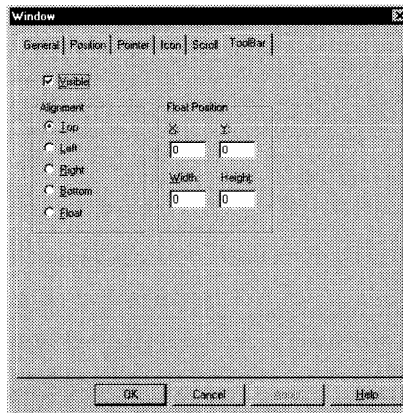 Window
General Position Pointer Icon Scroll ToolBar
Visible
Alignment
Top
Left
Right
Bottom
Float
Float Position
X: Y:
0 0
Width: Height:
0 0
OK Cancel Apply Help